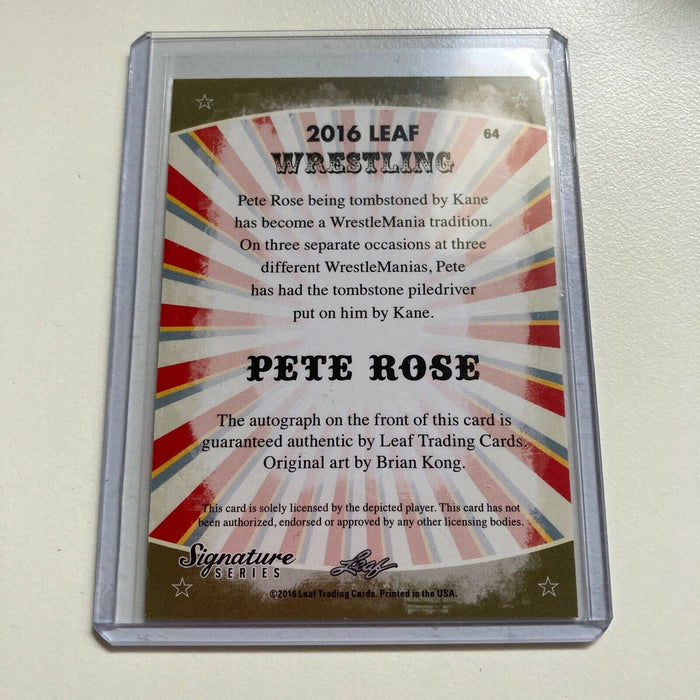 2016 LEAF
64
WRESTLING
Pete Rose being tombstoned by Kane
has become a WrestleMania tradition.
On three separate occasions at three
different WrestleManias, Pete
has had the tombstone piledriver
put on him by Kane.
PETE ROSE
The autograph on the front of this card is
guaranteed authentic by Leaf Trading Cards.
Original art by Brian Kong.
This card is solely licensed by the depicted player. This card has not
been authorized, endorsed or approved by any other licensing bodies.
Signature
SERIES
Leaf
©2016 Leaf Trading Cards. Printed in the USA.